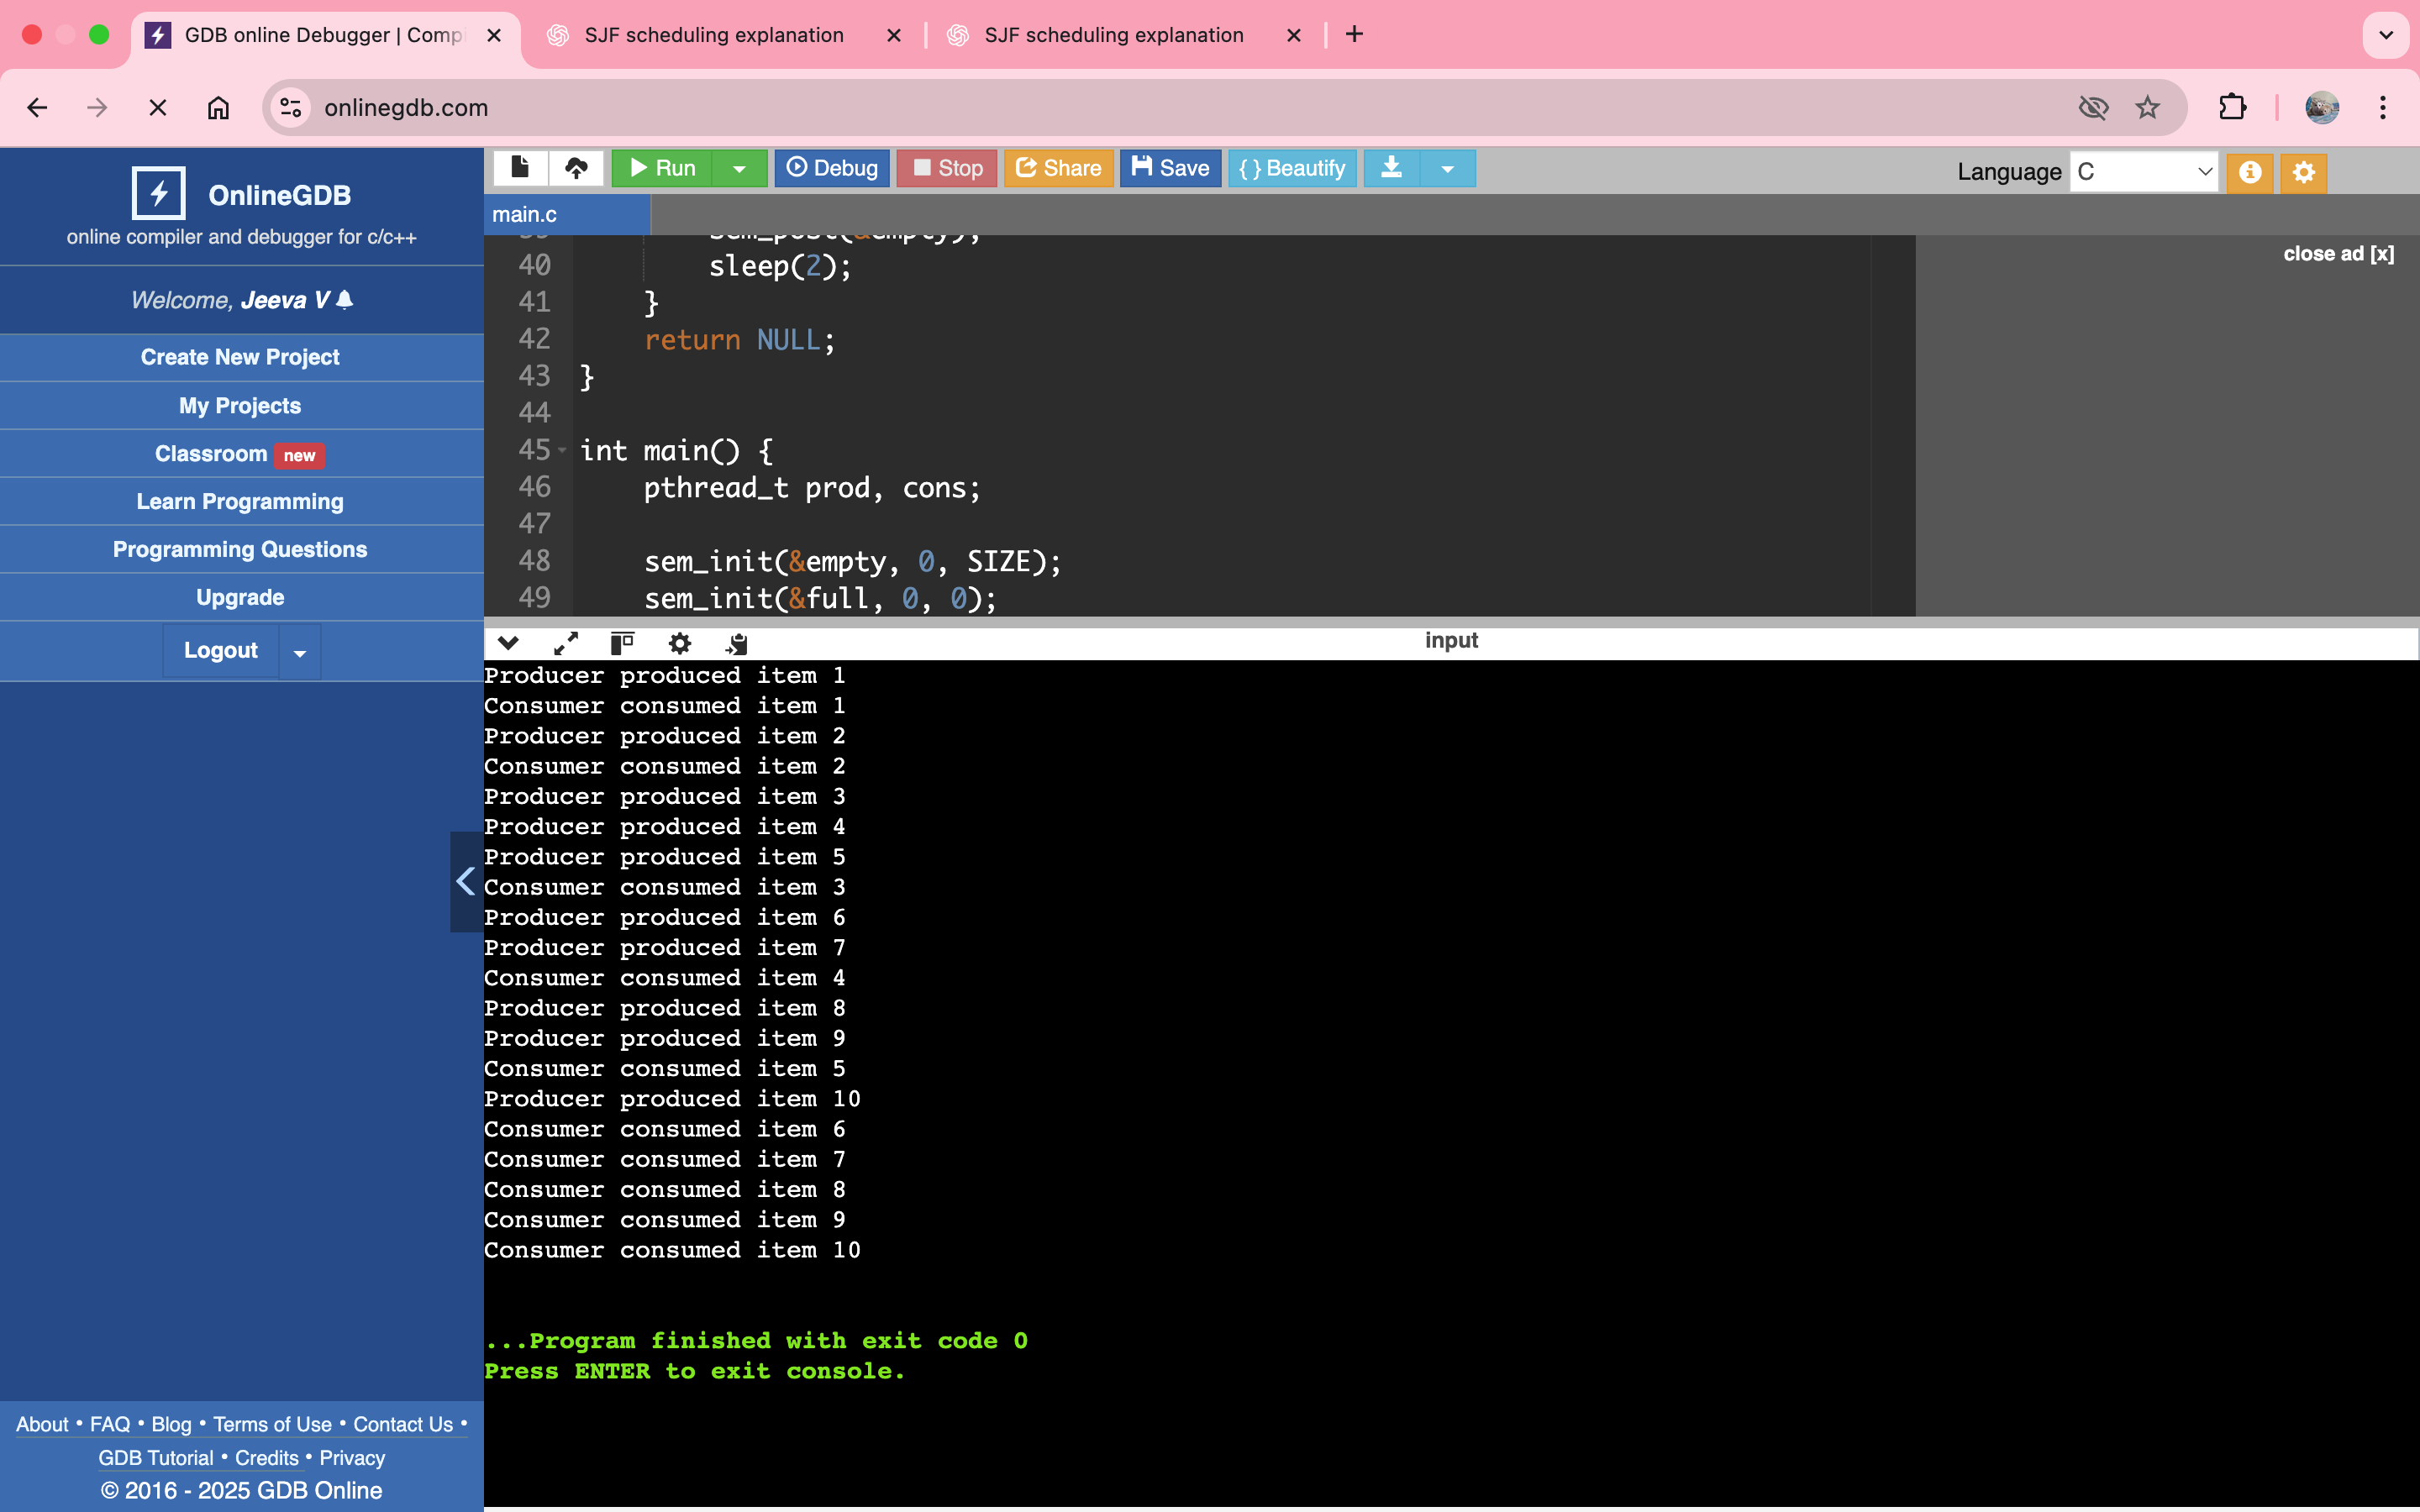 GDB online Debugger | Comp
SJF scheduling explanation
SJF scheduling explanation
onlinegdb.com
OnlineGDB
online compiler and debugger for c/c++
Welcome, Jeeva V
Create New Project
My Projects
Classroom new
Learn Programming
Programming Questions
Upgrade
Logout
About • FAQ • Blog • Terms of Use • Contact Us •
GDB Tutorial • Credits • Privacy
© 2016 - 2025 GDB Online
Run
Debug
Stop
Share
Save
{ } Beautify
Language C
main.c
close ad [x]
39 sem_post(&empty);
40 sleep(2);
41 }
42 return NULL;
43 }
44
45 int main() {
46 pthread_t prod, cons;
47
48 sem_init(&empty, 0, SIZE);
49 sem_init(&full, 0, 0);
input
Producer produced item 1
Consumer consumed item 1
Producer produced item 2
Consumer consumed item 2
Producer produced item 3
Producer produced item 4
Producer produced item 5
Consumer consumed item 3
Producer produced item 6
Producer produced item 7
Consumer consumed item 4
Producer produced item 8
Producer produced item 9
Consumer consumed item 5
Producer produced item 10
Consumer consumed item 6
Consumer consumed item 7
Consumer consumed item 8
Consumer consumed item 9
Consumer consumed item 10
...Program finished with exit code 0
Press ENTER to exit console.